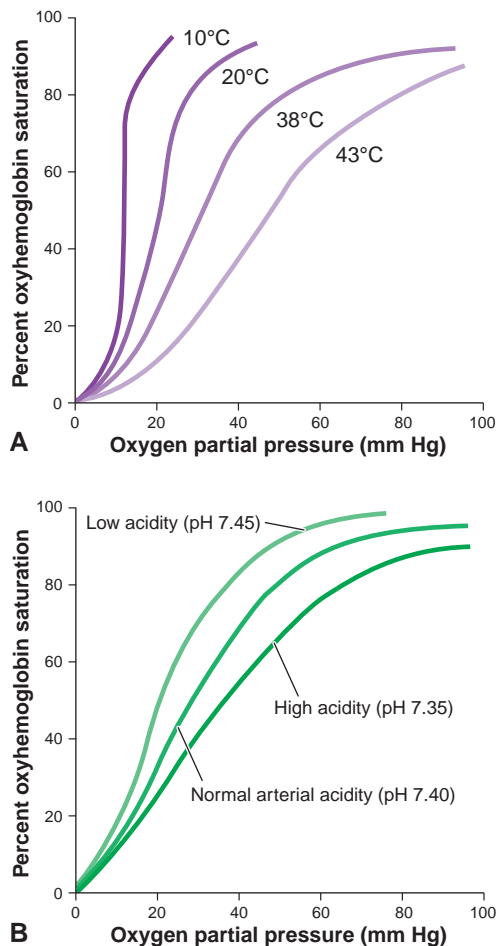 Percent oxyhemoglobin saturation
100
80
60
40
20
0
10°C
20°C
38°C
43°C
0 20 40 60 80 100
A Oxygen partial pressure (mm Hg)
Percent oxyhemoglobin saturation
100
80
60
40
20
0
Low acidity (pH 7.45)
High acidity (pH 7.35)
Normal arterial acidity (pH 7.40)
0 20 40 60 80 100
B Oxygen partial pressure (mm Hg)